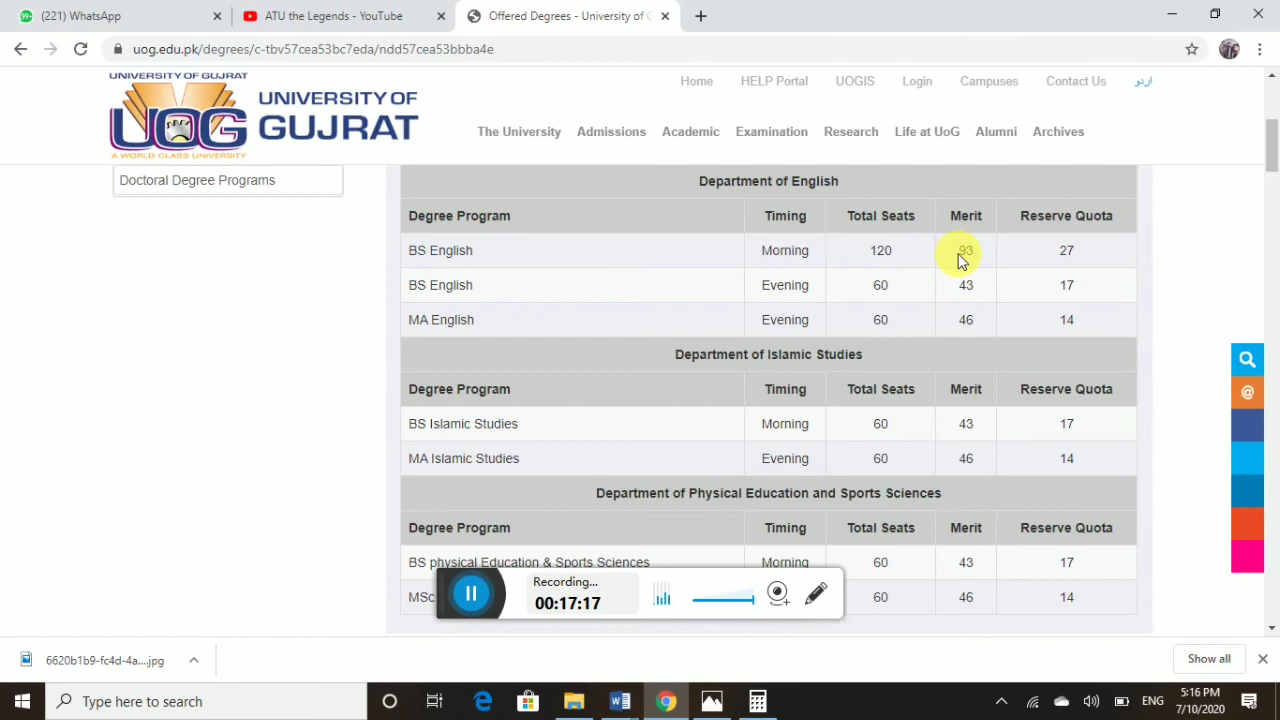 (221) WhatsApp
ATU the Legends - YouTube
Offered Degrees - University of G
uog.edu.pk/degrees/c-tbv57cea53bc7eda/ndd57cea53bbba4e
UNIVERSITY OF GUJRAT
UOG
A WORLD CLASS UNIVERSITY
UNIVERSITY OF
GUJRAT
Home HELP Portal UOGIS Login Campuses Contact Us اردو
The University Admissions Academic Examination Research Life at UoG Alumni Archives
Doctoral Degree Programs
Department of English
Degree Program Timing Total Seats Merit Reserve Quota
BS English Morning 120 93 27
BS English Evening 60 43 17
MA English Evening 60 46 14
Department of Islamic Studies
Degree Program Timing Total Seats Merit Reserve Quota
BS Islamic Studies Morning 60 43 17
MA Islamic Studies Evening 60 46 14
Department of Physical Education and Sports Sciences
Degree Program Timing Total Seats Merit Reserve Quota
BS physical Education & Sports Sciences Morning 60 43 17
MSc 60 46 14
Recording...
00:17:17
6620b1b9-fc4d-4a....jpg
Show all
Type here to search
ENG
5:16 PM
7/10/2020